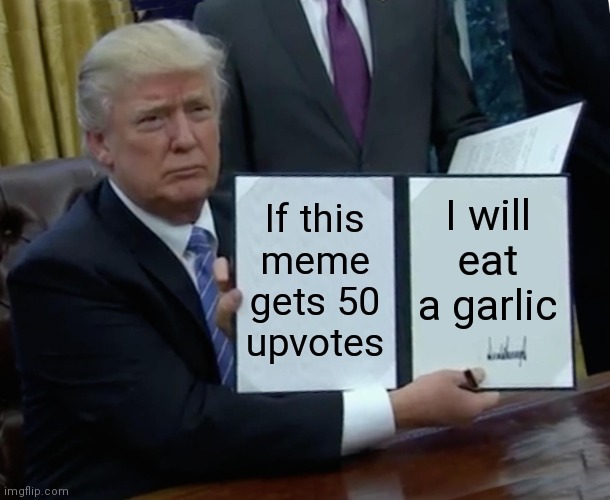 If this
meme
gets 50
upvotes
I will
eat
a garlic
imgflip.com